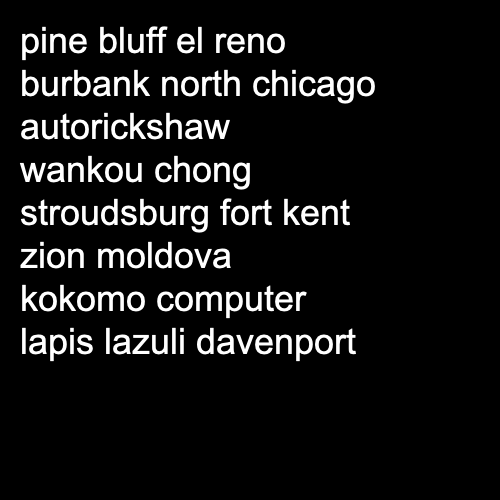 pine bluff el reno
burbank north chicago
autorickshaw
wankou chong
stroudsburg fort kent
zion moldova
kokomo computer
lapis lazuli davenport